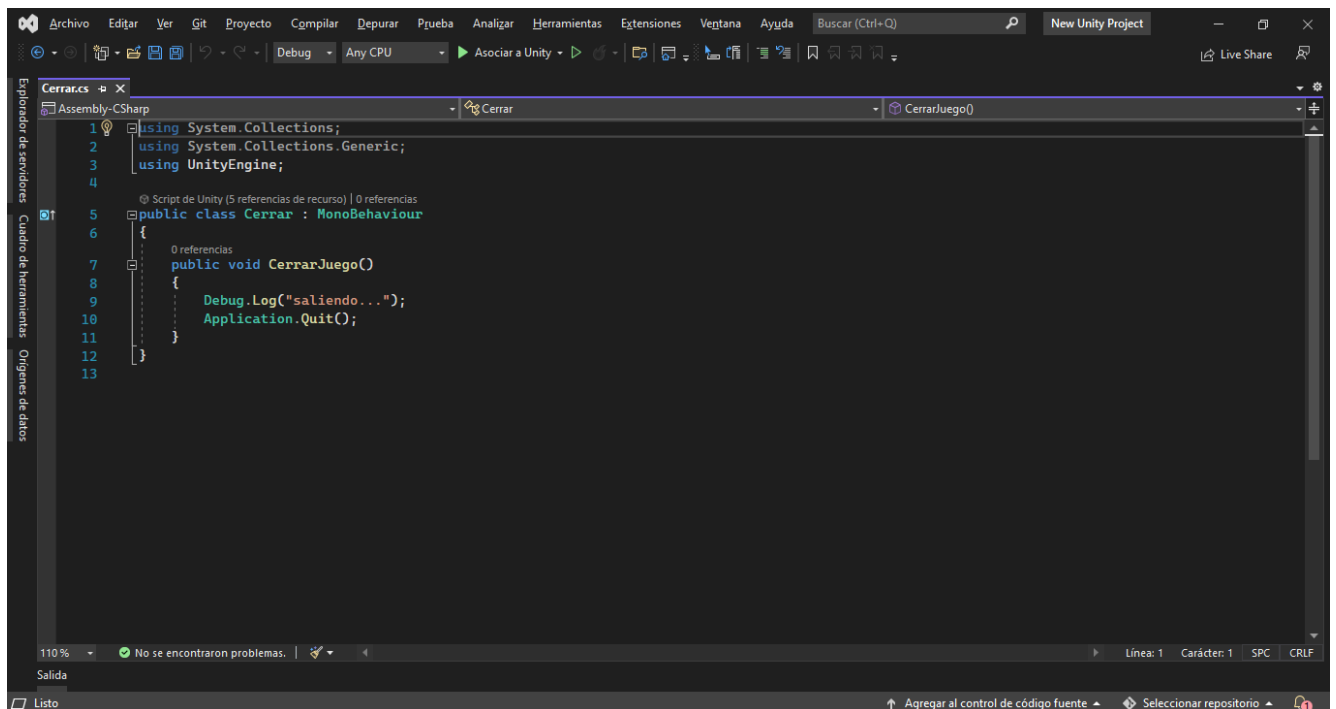 Archivo Editar Ver Git Proyecto Compilar Depurar Prueba Analizar Herramientas Extensiones Ventana Ayuda Buscar (Ctrl+Q) New Unity Project
Debug Any CPU Asociar a Unity Live Share
Explorador de servidores
Cuadro de herramientas
Orígenes de datos
Cerrar.cs
Assembly-CSharp Cerrar CerrarJuego()
1 using System.Collections;
2 using System.Collections.Generic;
3 using UnityEngine;
4
Script de Unity (5 referencias de recurso) | 0 referencias
5 public class Cerrar : MonoBehaviour
6 {
0 referencias
7 public void CerrarJuego()
8 {
9 Debug.Log("saliendo...");
10 Application.Quit();
11 }
12 }
13
110 % No se encontraron problemas. Línea: 1 Carácter: 1 SPC CRLF
Salida
Listo Agregar al control de código fuente Seleccionar repositorio 1